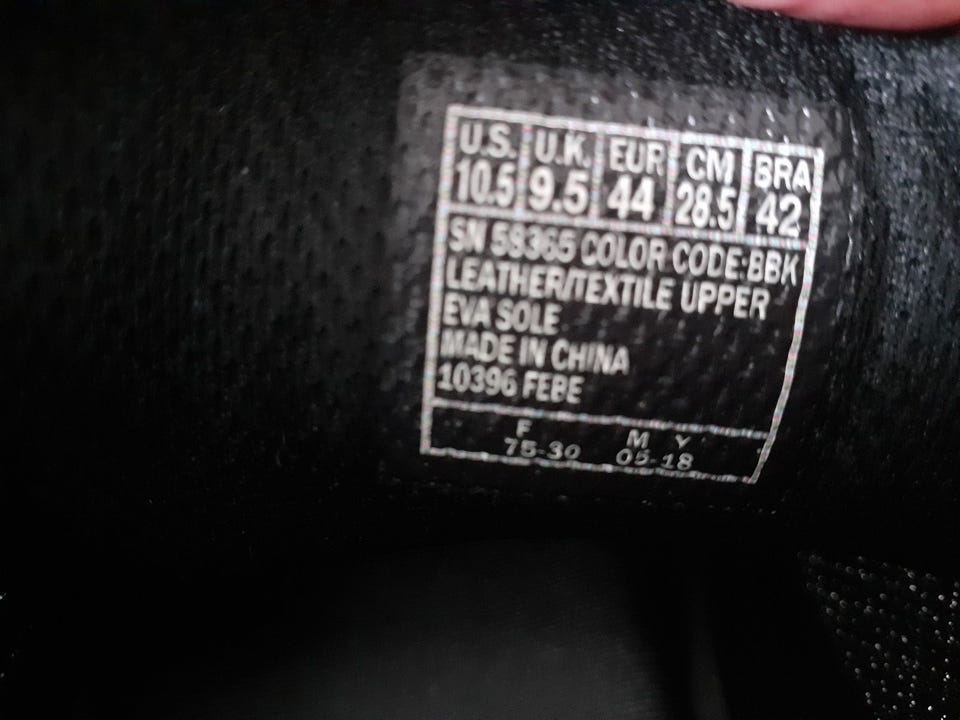 U.S. U.K. EUR CM BRA
10.5 9.5 44 28.5 42
SN 58365 COLOR CODE:BBK
LEATHER/TEXTILE UPPER
EVA SOLE
MADE IN CHINA
10396 FEBE
F M Y
75-30 05-18